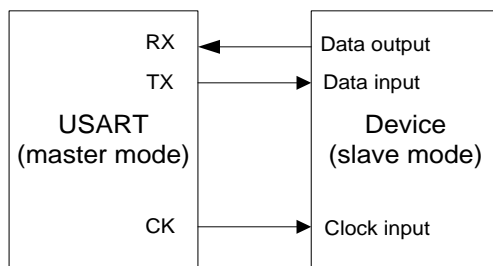 RX
Data output
TX
Data input
USART
(master mode)
Device
(slave mode)
CK
Clock input